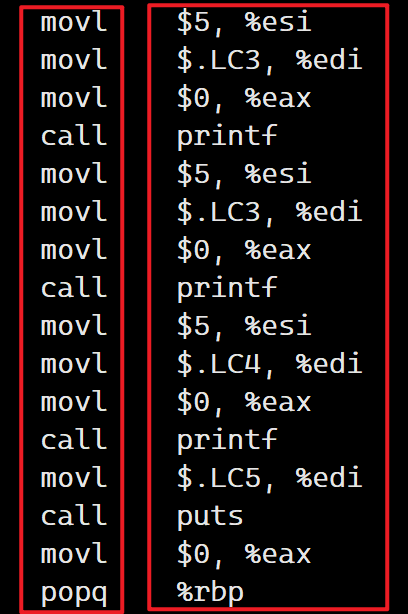 movl $5, %esi
movl $.LC3, %edi
movl $0, %eax
call printf
movl $5, %esi
movl $.LC3, %edi
movl $0, %eax
call printf
movl $5, %esi
movl $.LC4, %edi
movl $0, %eax
call printf
movl $.LC5, %edi
call puts
movl $0, %eax
popq %rbp